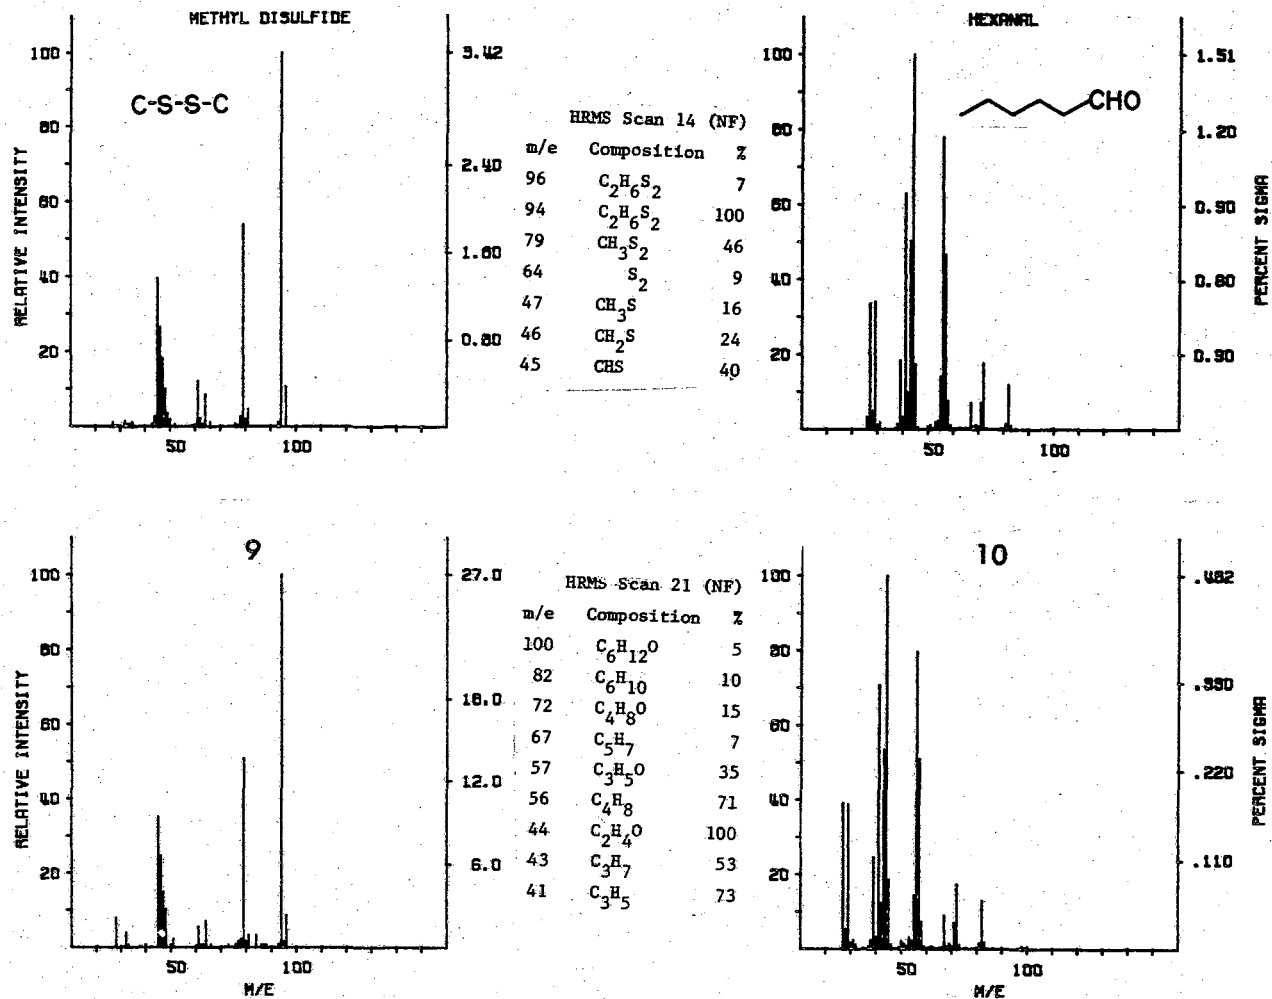 METHYL DISULFIDE
C-S-S-C
RELATIVE INTENSITY
100
80
60
40
20
3.42
2.40
1.60
0.80
50
100
HRMS Scan 14 (NF)
m/e Composition %
96 C2H6S2 7
94 C2H6S2 100
79 CH3S2 46
64 S2 9
47 CH3S 16
46 CH2S 24
45 CHS 40
HEXANAL
CHO
100
80
60
40
20
1.51
1.20
0.90
0.60
0.30
PERCENT SIGMA
50
100
9
RELATIVE INTENSITY
100
80
60
40
20
27.0
18.0
12.0
6.0
50
100
M/E
HRMS Scan 21 (NF)
m/e Composition %
100 C6H12O 5
82 C6H10 10
72 C4H8O 15
67 C5H7 7
57 C3H5O 35
56 C4H8 71
44 C2H4O 100
43 C3H7 53
41 C3H5 73
10
100
80
60
40
20
.482
.330
.220
.110
PERCENT SIGMA
50
100
M/E